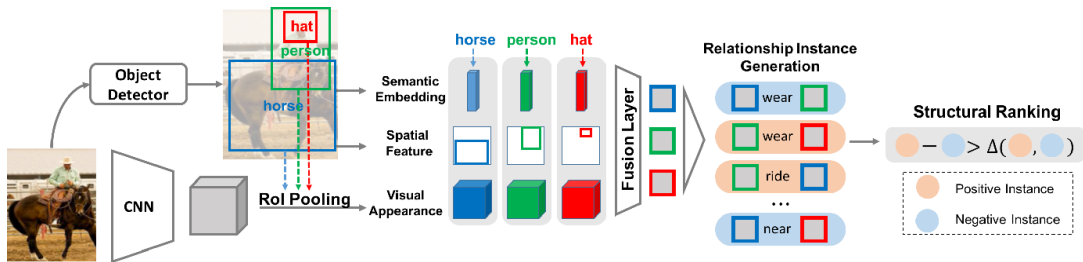 hat
person
horse
Object
Detector
CNN
RoI Pooling
horse person hat
Semantic
Embedding
Spatial
Feature
Visual
Appearance
Fusion Layer
Relationship Instance
Generation
wear
wear
ride
...
near
Structural Ranking
− > Δ( , )
Positive Instance
Negative Instance